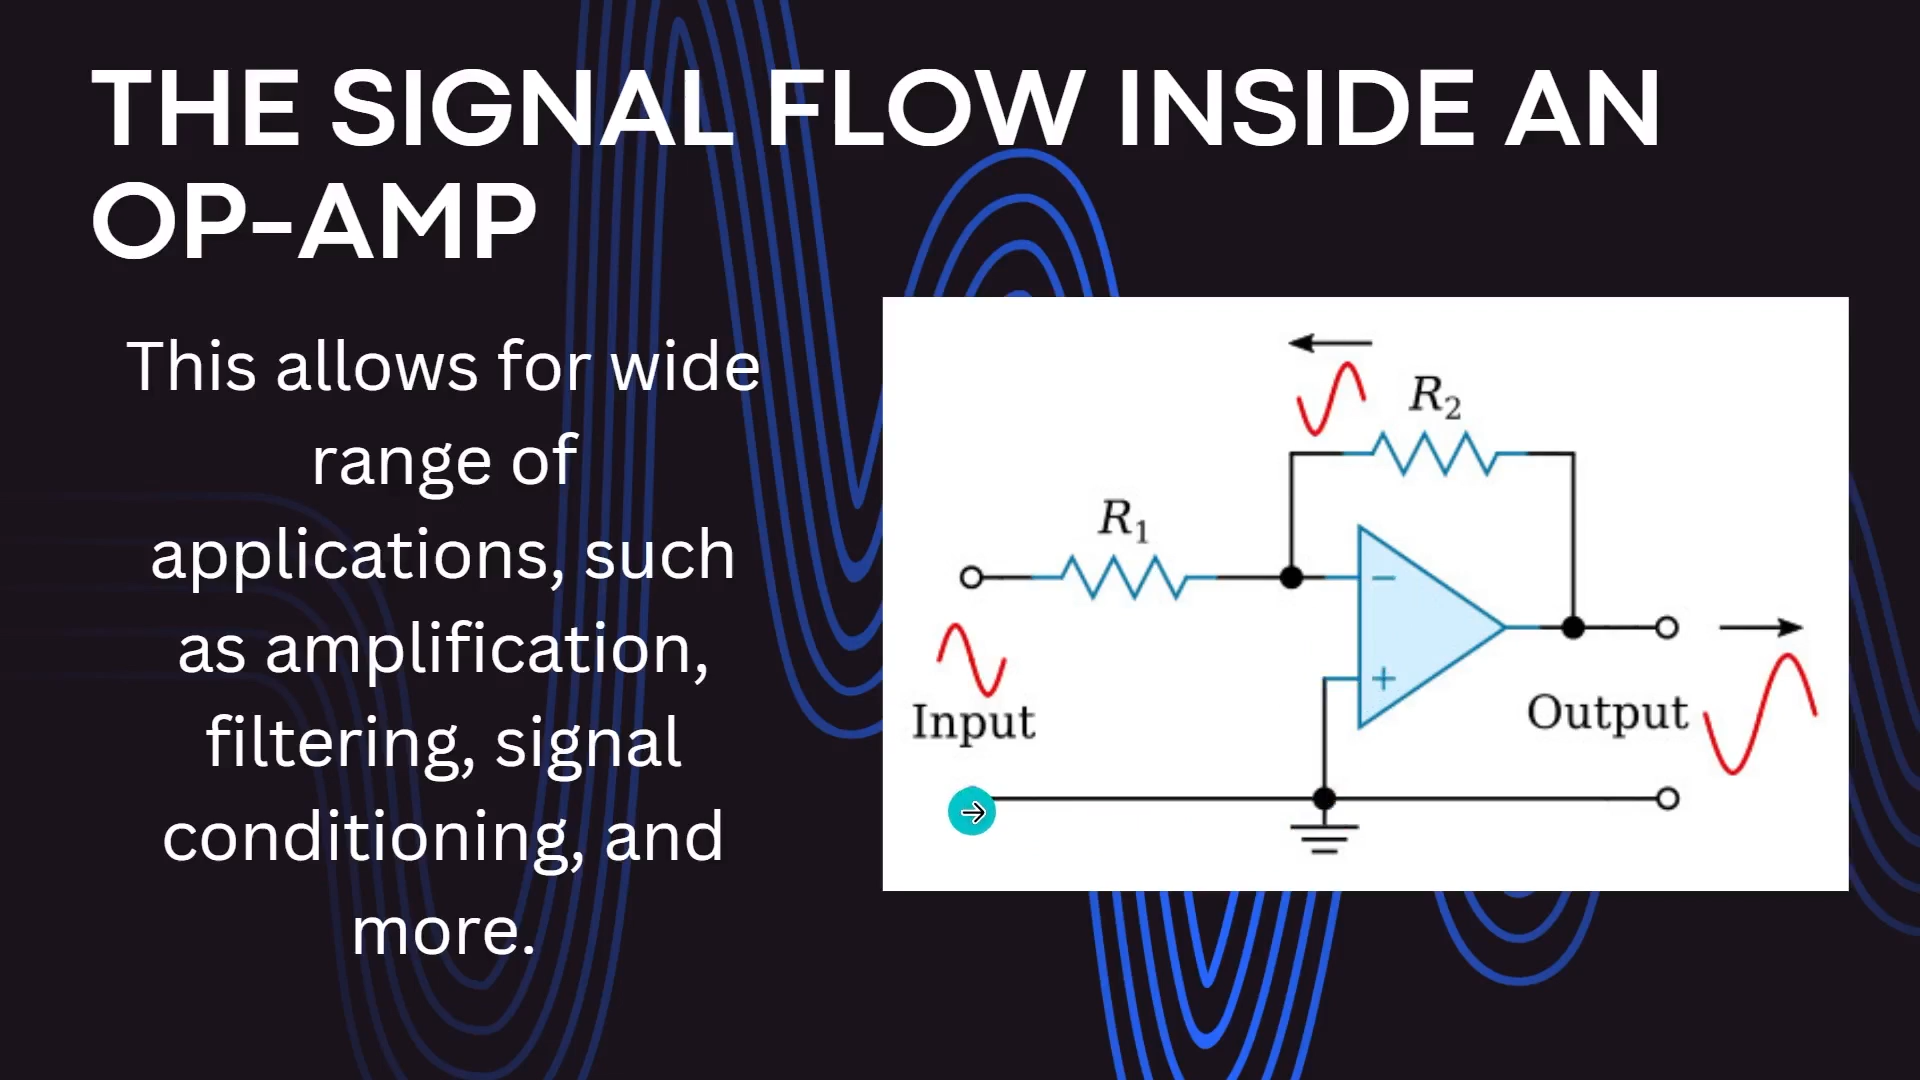 THE SIGNAL FLOW INSIDE AN
OP-AMP
This allows for wide
range of
applications, such
as amplification,
filtering, signal
conditioning, and
more.
R2
R1
−
+
Input
Output